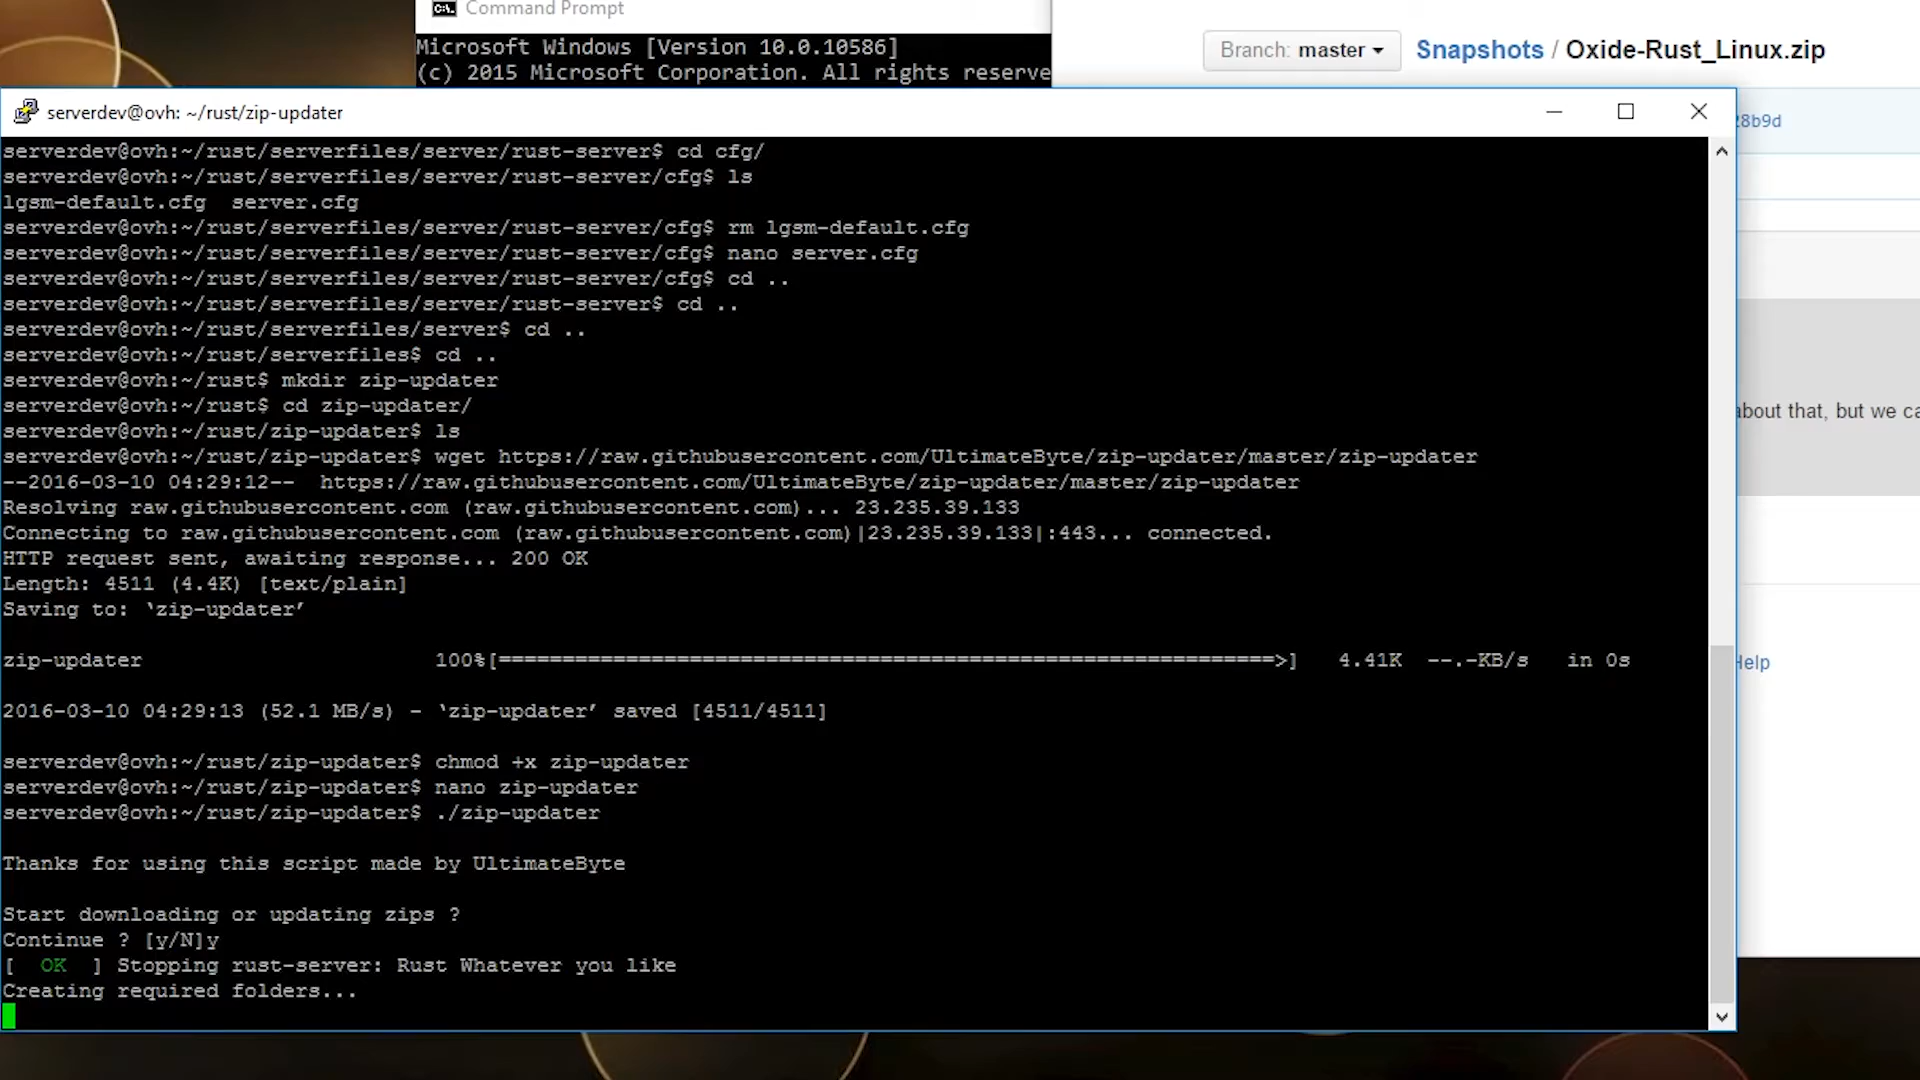 Command Prompt
Microsoft Windows [Version 10.0.10586]
(c) 2015 Microsoft Corporation. All rights reserve
Branch: master
Snapshots / Oxide-Rust_Linux.zip
28b9d
about that, but we ca
Help
serverdev@ovh: ~/rust/zip-updater
serverdev@ovh:~/rust/serverfiles/server/rust-server$ cd cfg/
serverdev@ovh:~/rust/serverfiles/server/rust-server/cfg$ ls
lgsm-default.cfg  server.cfg
serverdev@ovh:~/rust/serverfiles/server/rust-server/cfg$ rm lgsm-default.cfg
serverdev@ovh:~/rust/serverfiles/server/rust-server/cfg$ nano server.cfg
serverdev@ovh:~/rust/serverfiles/server/rust-server/cfg$ cd ..
serverdev@ovh:~/rust/serverfiles/server/rust-server$ cd ..
serverdev@ovh:~/rust/serverfiles/server$ cd ..
serverdev@ovh:~/rust/serverfiles$ cd ..
serverdev@ovh:~/rust$ mkdir zip-updater
serverdev@ovh:~/rust$ cd zip-updater/
serverdev@ovh:~/rust/zip-updater$ ls
serverdev@ovh:~/rust/zip-updater$ wget https://raw.githubusercontent.com/UltimateByte/zip-updater/master/zip-updater
--2016-03-10 04:29:12--  https://raw.githubusercontent.com/UltimateByte/zip-updater/master/zip-updater
Resolving raw.githubusercontent.com (raw.githubusercontent.com)... 23.235.39.133
Connecting to raw.githubusercontent.com (raw.githubusercontent.com)|23.235.39.133|:443... connected.
HTTP request sent, awaiting response... 200 OK
Length: 4511 (4.4K) [text/plain]
Saving to: ‘zip-updater’
zip-updater 100%[=============================================================>] 4.41K --.-KB/s in 0s
2016-03-10 04:29:13 (52.1 MB/s) - ‘zip-updater’ saved [4511/4511]
serverdev@ovh:~/rust/zip-updater$ chmod +x zip-updater
serverdev@ovh:~/rust/zip-updater$ nano zip-updater
serverdev@ovh:~/rust/zip-updater$ ./zip-updater
Thanks for using this script made by UltimateByte
Start downloading or updating zips ?
Continue ? [y/N]y
[  OK  ] Stopping rust-server: Rust Whatever you like
Creating required folders...